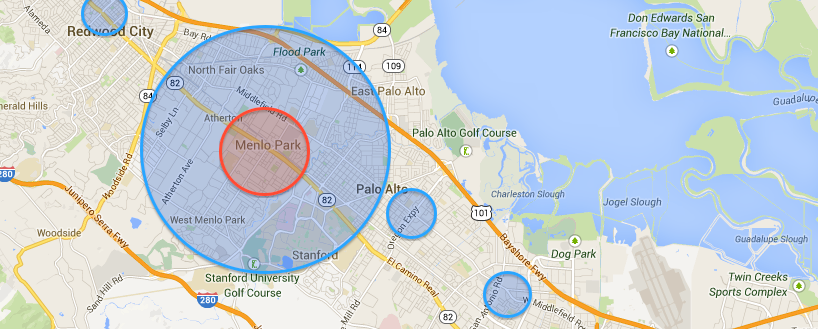 Alameda
Redwood City
Bay Rd
84
Don Edwards San
Francisco Bay National...
Flood Park
North Fair Oaks
114
109
82
84
East Palo Alto
Middlefield Rd
Guadalupe
Selby Ln
Atherton
Palo Alto Golf Course
Menlo Park
Woodside Rd
Atherton Ave
280
Palo Alto
Charleston Slough
Jogel Slough
82
Junipero Serra Fwy
West Menlo Park
Oregon Expy
101
Woodside
Bayshore Fwy
Guadalupe Slough
Stanford
Dog Park
El Camino Real
Stanford University
Golf Course
Sand Hill Rd
Twin Creeks
Sports Complex
280
San Antonio Rd
W Middlefield Rd
82